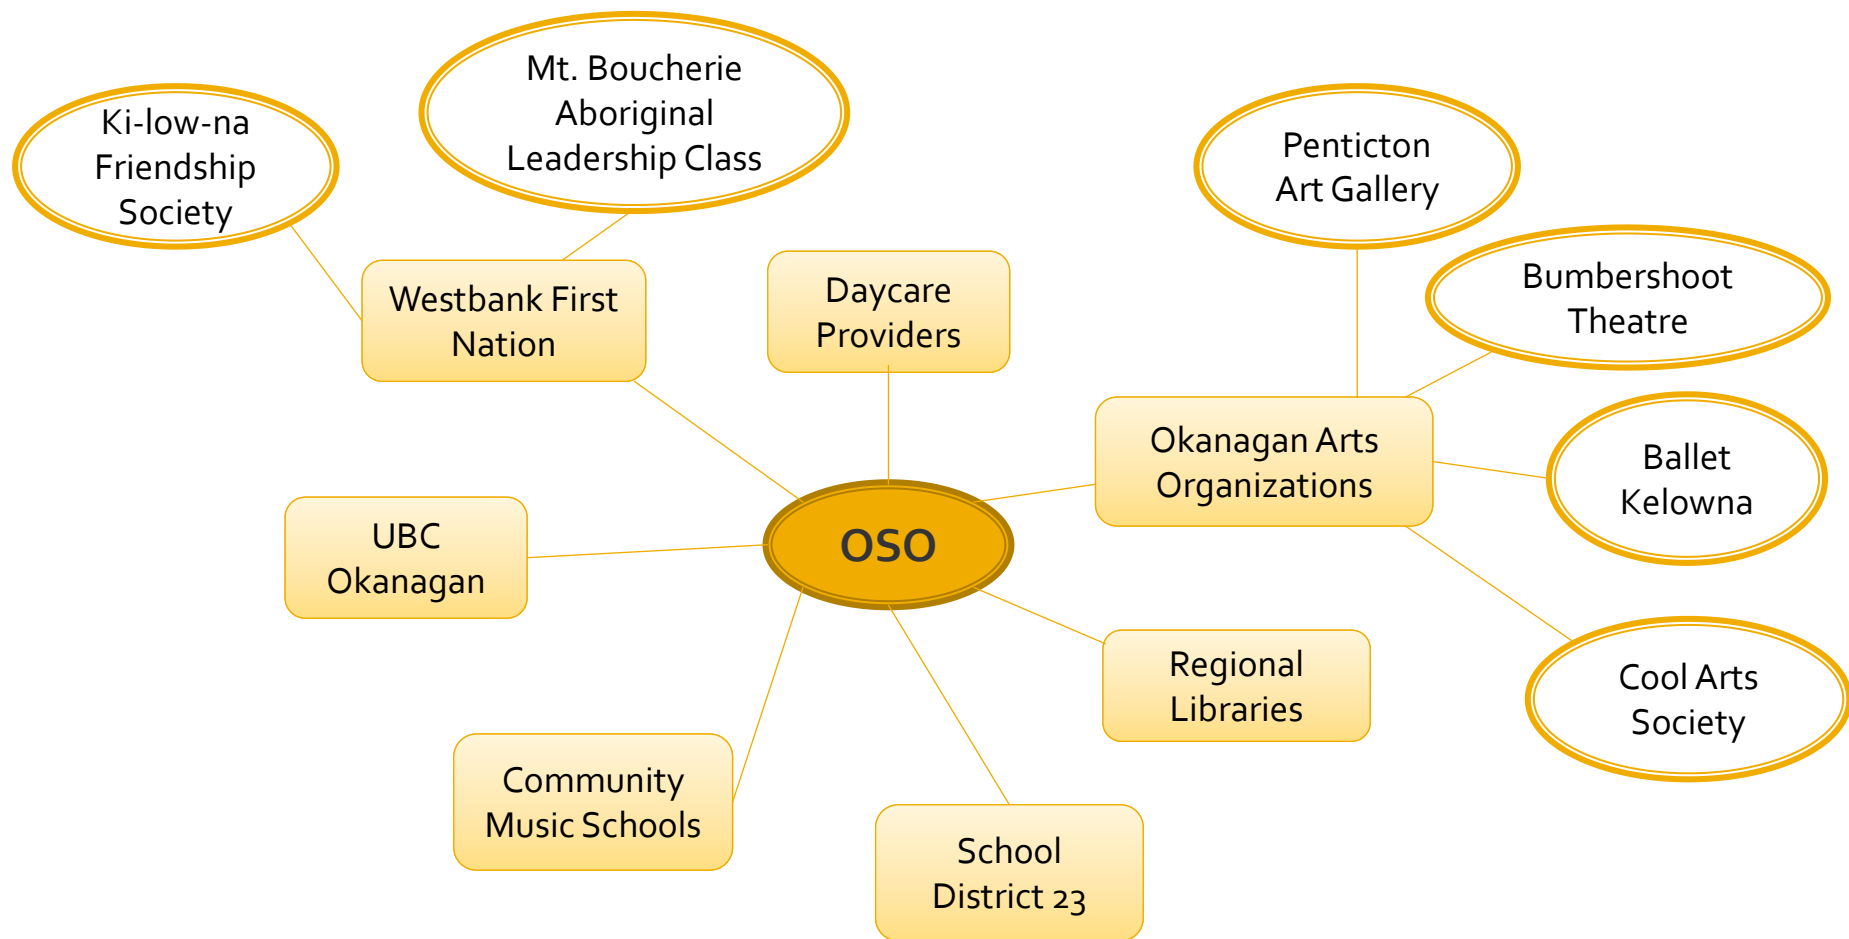 Mt. Boucherie
Aboriginal
Leadership Class
Ki-low-na
Friendship
Society
Penticton
Art Gallery
Bumbershoot
Theatre
Westbank First
Nation
Daycare
Providers
Okanagan Arts
Organizations
Ballet
Kelowna
UBC
Okanagan
OSO
Regional
Libraries
Cool Arts
Society
Community
Music Schools
School
District 23